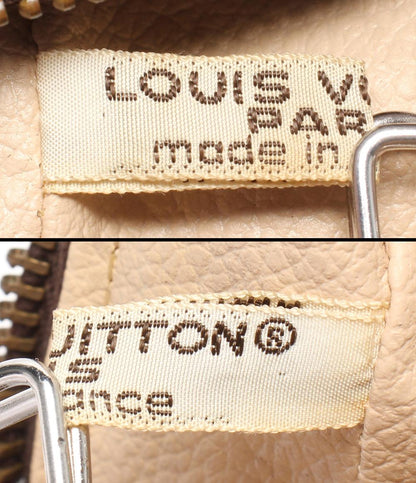 LOUIS V
PAR
made in
UITTON®
S
ance